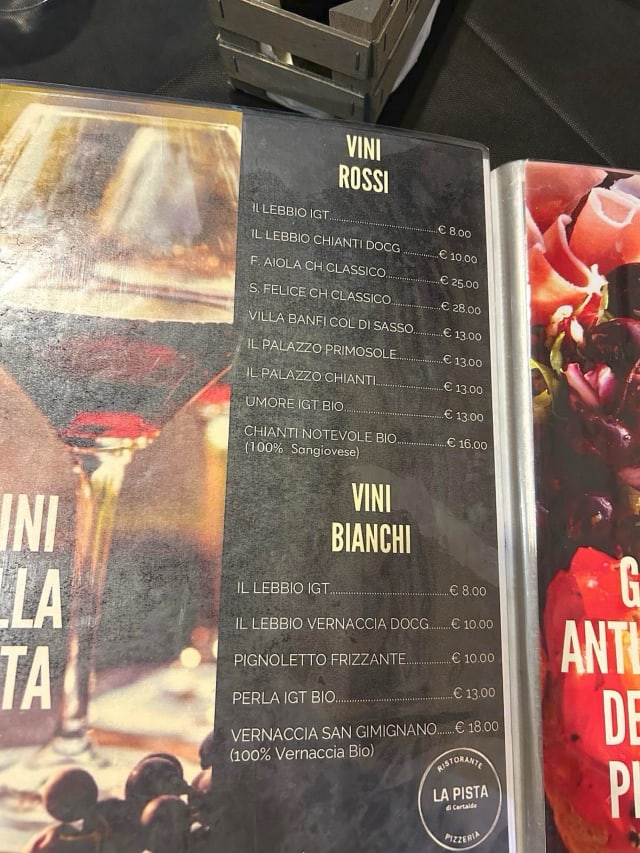 VINI
ROSSI
IL LEBBIO IGT..........€ 8.00
IL LEBBIO CHIANTI DOCG..........€ 10.00
F. AIOLA CH CLASSICO..........€ 25.00
S. FELICE CH CLASSICO..........€ 28.00
VILLA BANFI COL DI SASSO..........€ 13.00
IL PALAZZO PRIMOSOLE..........€ 13.00
IL PALAZZO CHIANTI..........€ 13.00
UMORE IGT BIO..........€ 13.00
CHIANTI NOTEVOLE BIO..........€ 16.00
(100% Sangiovese)
VINI
BIANCHI
IL LEBBIO IGT..........€ 8.00
IL LEBBIO VERNACCIA DOCG......€ 10.00
PIGNOLETTO FRIZZANTE..........€ 10.00
PERLA IGT BIO..........€ 13.00
VERNACCIA SAN GIMIGNANO.....€ 18.00
(100% Vernaccia Bio)
RISTORANTE
LA PISTA
di Certaldo
PIZZERIA
INI
LLA
TA
G
ANTI
DE
PI